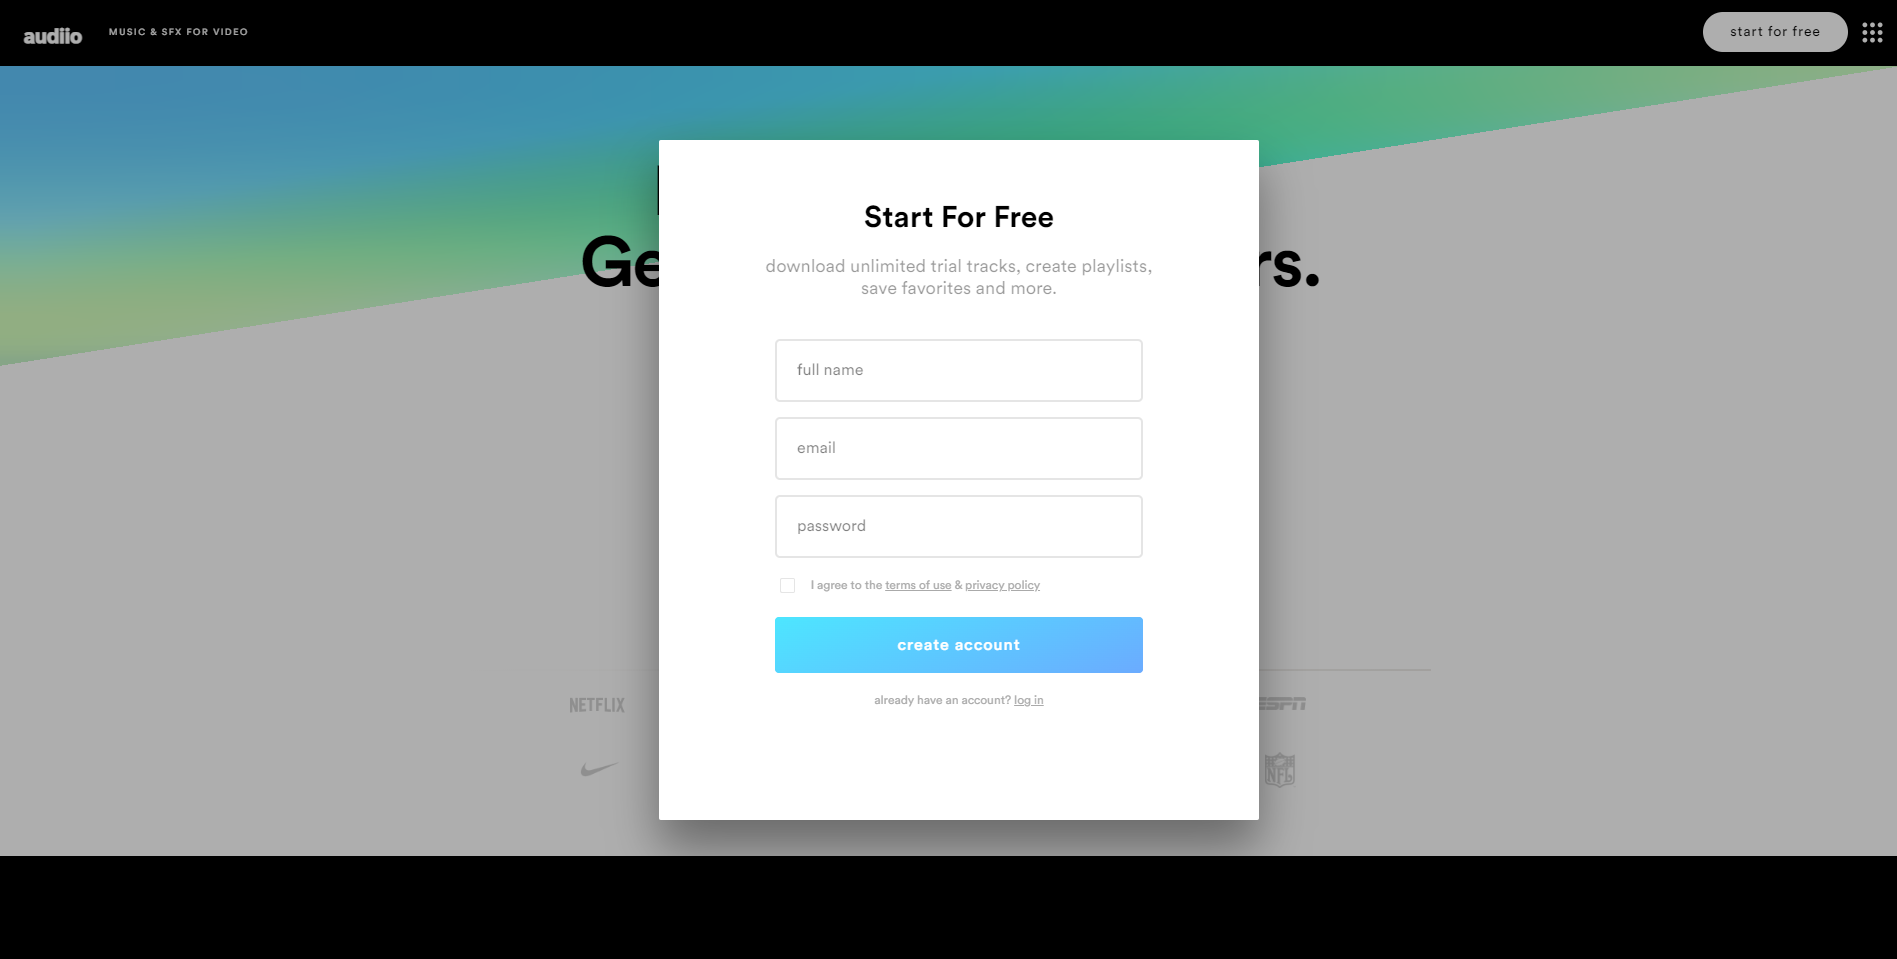 audiio
MUSIC & SFX FOR VIDEO
start for free
Start For Free
download unlimited trial tracks, create playlists,
save favorites and more.
full name
email
password
I agree to the terms of use & privacy policy
create account
already have an account? log in
NETFLIX
ESPN
NFL